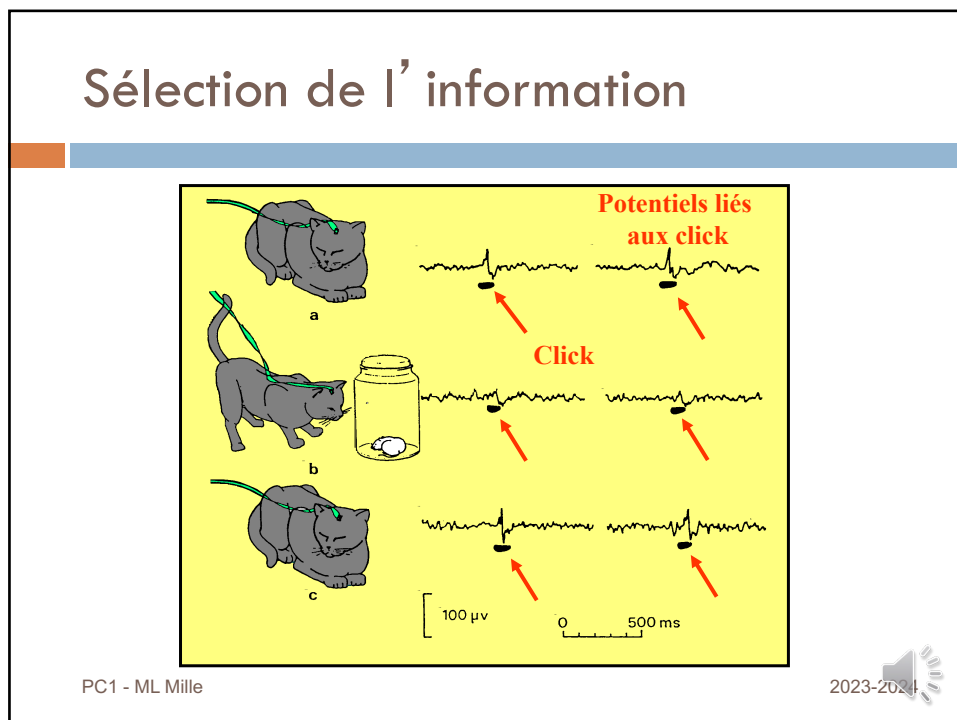 Sélection de l’ information
Potentiels liés
aux click
a
Click
b
c
100 µv
0 500 ms
PC1 - ML Mille
2023-2024